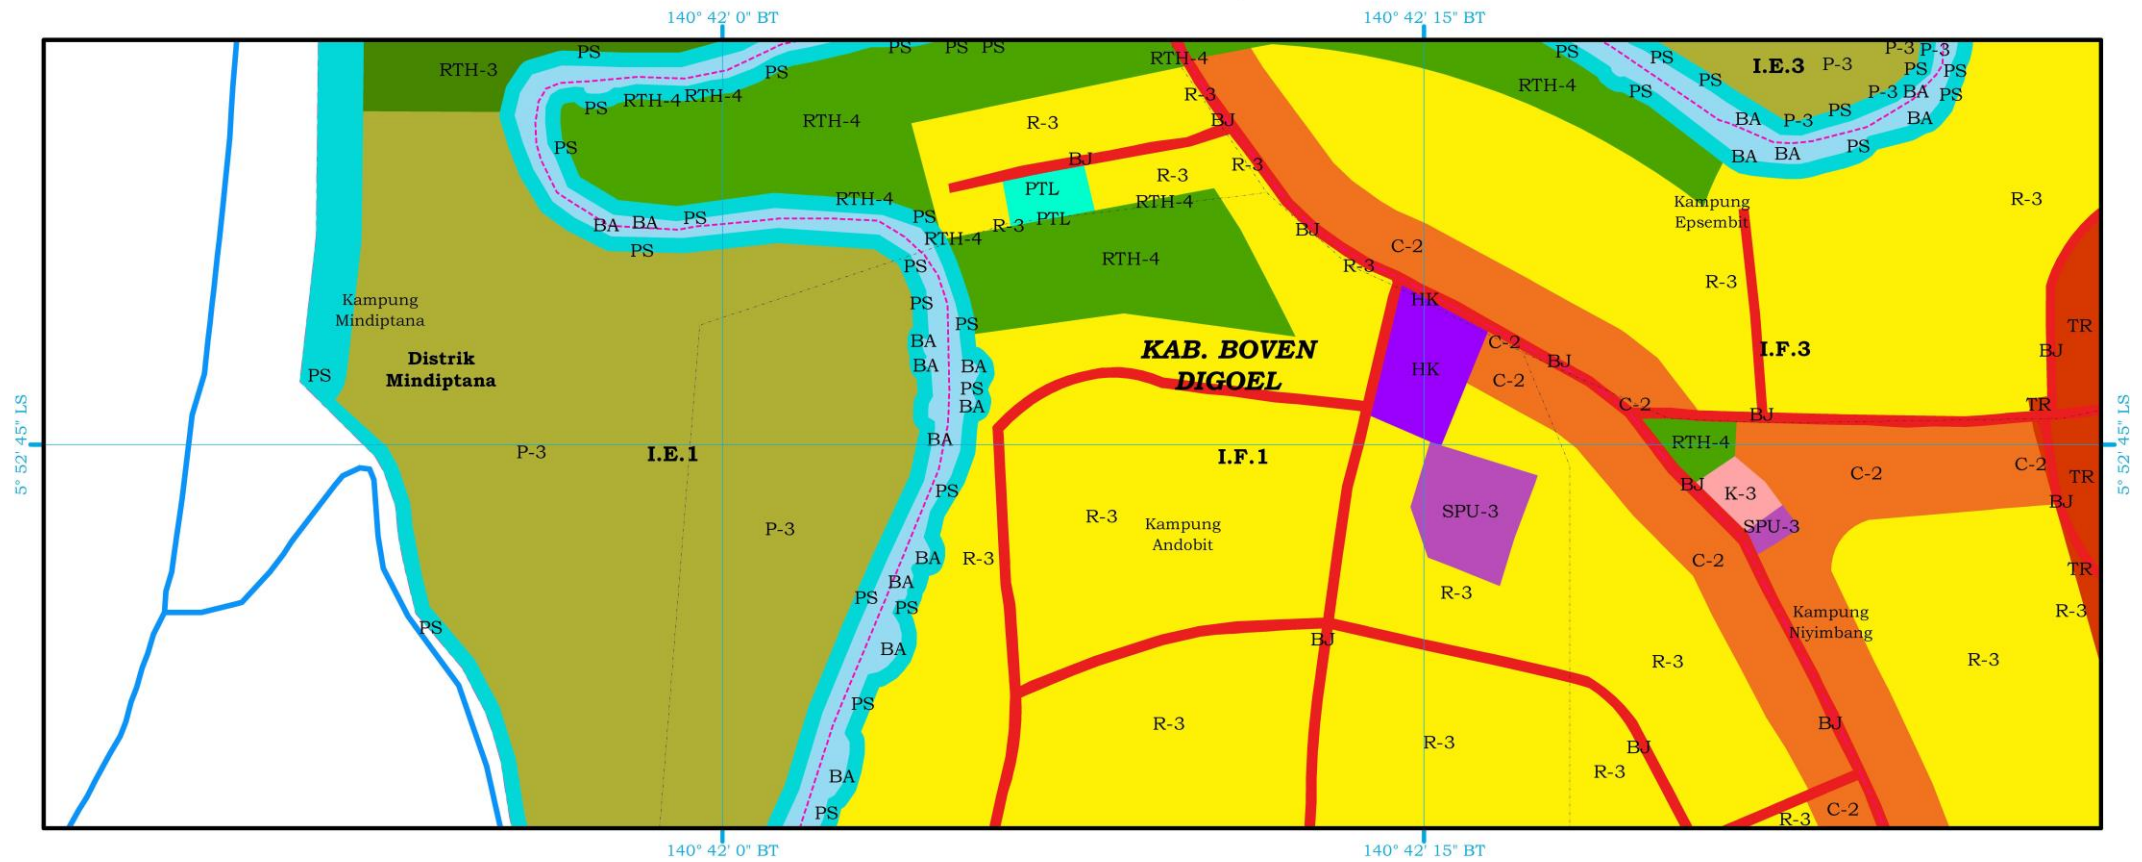 140° 42' 0" BT
140° 42' 15" BT
PS
PS
PS
PS
RTH-4
PS
PS
I.E.3
P-3
P-3
P-3
RTH-3
PS
PS
PS
PS
RTH-4
RTH-4
RTH-4
PS
R-3
RTH-4
PS
P-3
BA
PS
PS
RTH-4
R-3
BJ
BA
P-3
PS
BA
PS
BJ
R-3
BA
BA
PS
PTL
R-3
RTH-4
RTH-4
R-3
Kampung
Epsembit
BA
BA
PS
PS
PTL
R-3
BJ
PS
RTH-4
C-2
PS
RTH-4
R-3
R-3
Kampung
Mindiptana
PS
PS
HK
TR
BA
KAB. BOVEN
DIGOEL
C-2
I.F.3
BJ
Distrik
Mindiptana
PS
BA
BA
PS
BA
HK
C-2
BJ
C-2
BJ
TR
5° 52' 45" LS
5° 52' 45" LS
P-3
I.E.1
BA
I.F.1
RTH-4
C-2
C-2
TR
PS
BJ
K-3
BJ
P-3
R-3
Kampung
Andobit
SPU-3
SPU-3
BA
R-3
C-2
TR
BA
PS
PS
R-3
Kampung
Niyimbang
R-3
PS
BJ
BA
R-3
R-3
PS
R-3
R-3
BJ
BJ
BA
R-3
PS
C-2
R-3
140° 42' 0" BT
140° 42' 15" BT